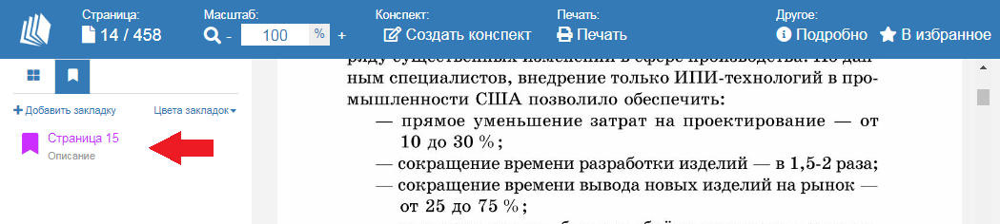 Страница:
14 / 458
Масштаб:
- 100 % +
Конспект:
Создать конспект
Печать:
Печать
Другое:
Подробно В избранное
Добавить закладку
Цвета закладок
Страница 15
Описание
ряду существенных изменений в сфере производства. По дан-
ным специалистов, внедрение только ИПИ-технологий в про-
мышленности США позволило обеспечить:
— прямое уменьшение затрат на проектирование — от
10 до 30 %;
— сокращение времени разработки изделий — в 1,5-2 раза;
— сокращение времени вывода новых изделий на рынок —
от 25 до 75 %;